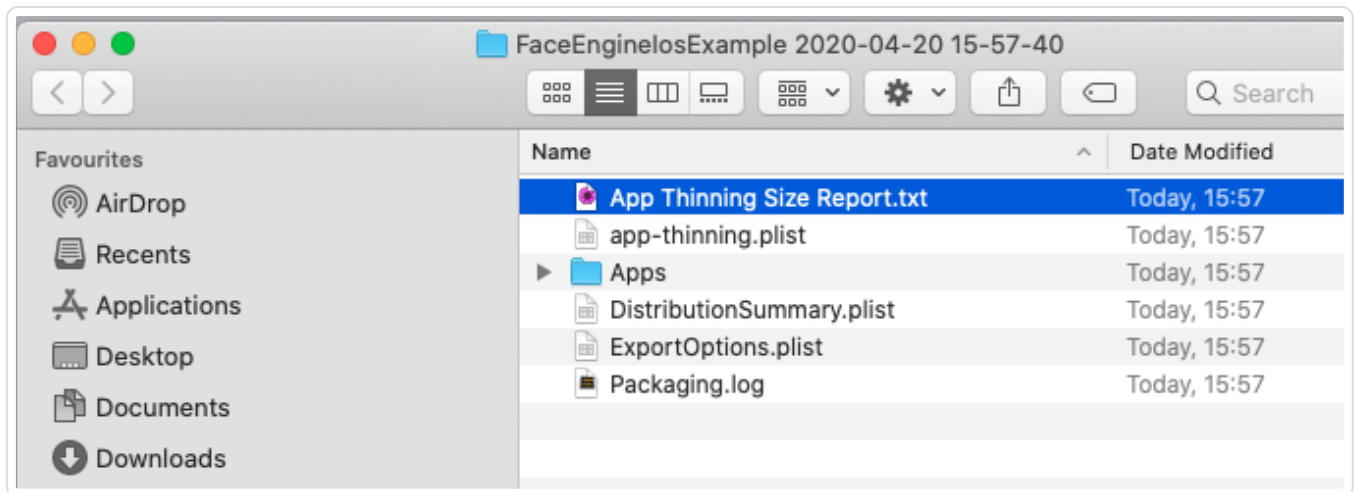 FaceEngineIosExample 2020-04-20 15-57-40
Search
Favourites
AirDrop
Recents
Applications
Desktop
Documents
Downloads
Name Date Modified
App Thinning Size Report.txt Today, 15:57
app-thinning.plist Today, 15:57
Apps Today, 15:57
DistributionSummary.plist Today, 15:57
ExportOptions.plist Today, 15:57
Packaging.log Today, 15:57